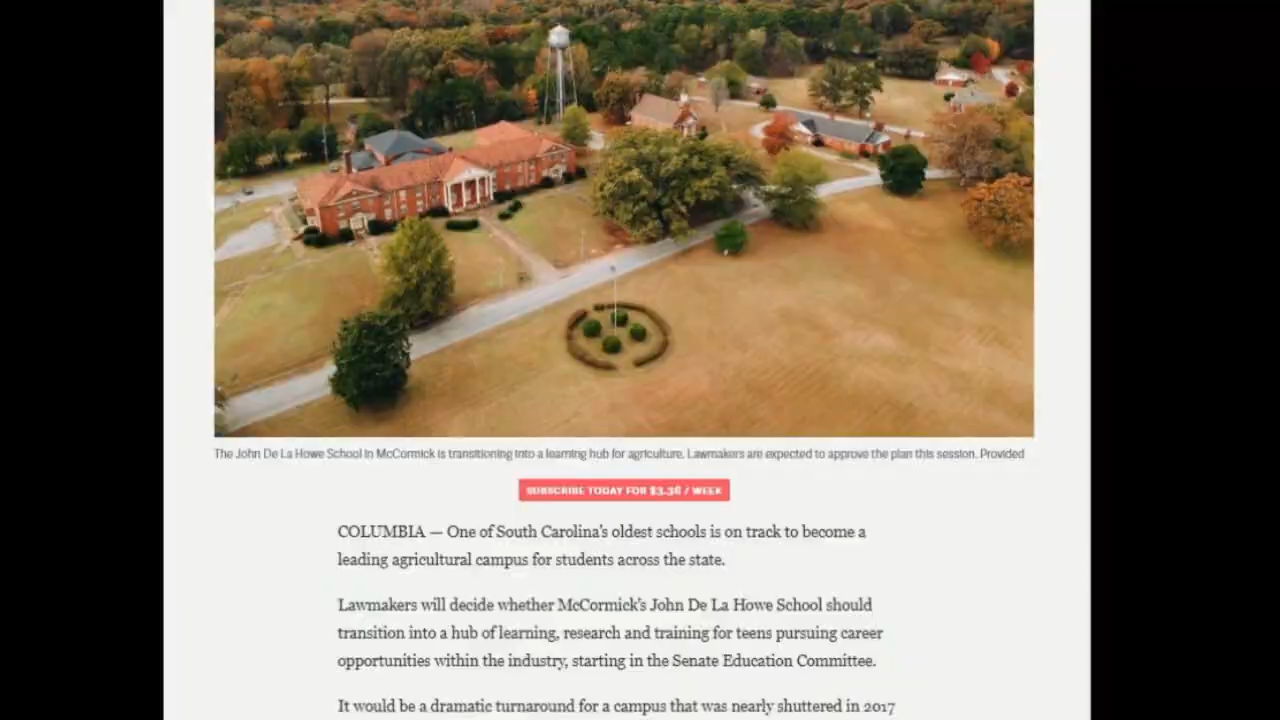 The John De La Howe School in McCormick is transitioning into a learning hub for agriculture. Lawmakers are expected to approve the plan this session. Provided
SUBSCRIBE TODAY FOR $3.36 / WEEK
COLUMBIA — One of South Carolina's oldest schools is on track to become a
leading agricultural campus for students across the state.
Lawmakers will decide whether McCormick's John De La Howe School should
transition into a hub of learning, research and training for teens pursuing career
opportunities within the industry, starting in the Senate Education Committee.
It would be a dramatic turnaround for a campus that was nearly shuttered in 2017